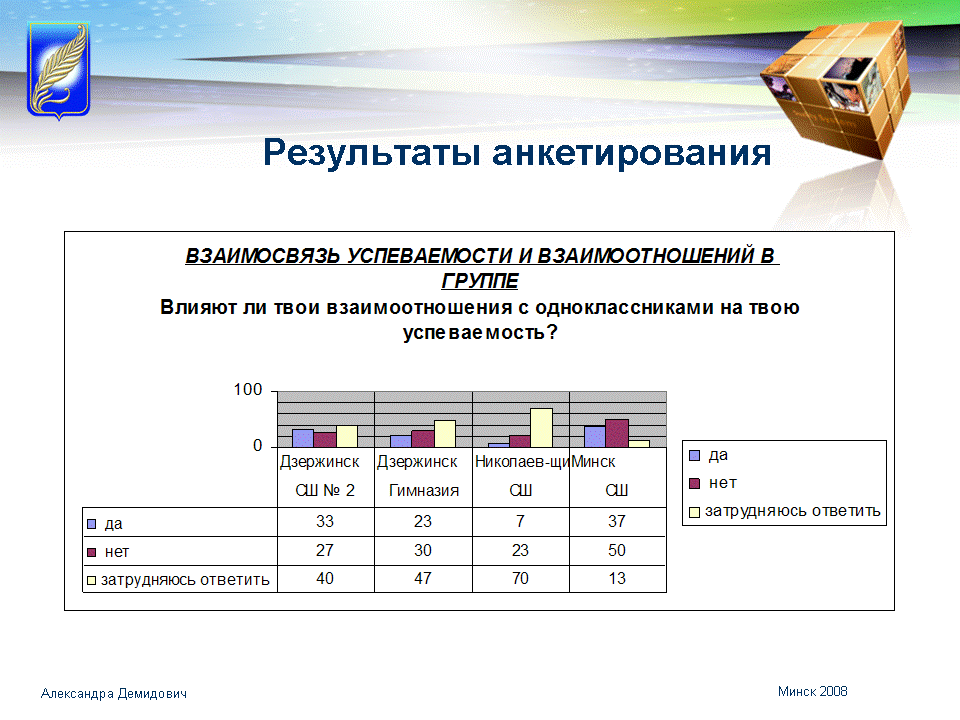 Результаты анкетирования
ВЗАИМОСВЯЗЬ УСПЕВАЕМОСТИ И ВЗАИМООТНОШЕНИЙ В
ГРУППЕ
Влияют ли твои взаимоотношения с одноклассниками на твою
успеваемость?
100
0
Дзержинск Дзержинск Николаев-щи Минск
СШ № 2 Гимназия СШ СШ
да 33 23 7 37
нет 27 30 23 50
затрудняюсь ответить 40 47 70 13
да
нет
затрудняюсь ответить
Александра Демидович
Минск 2008